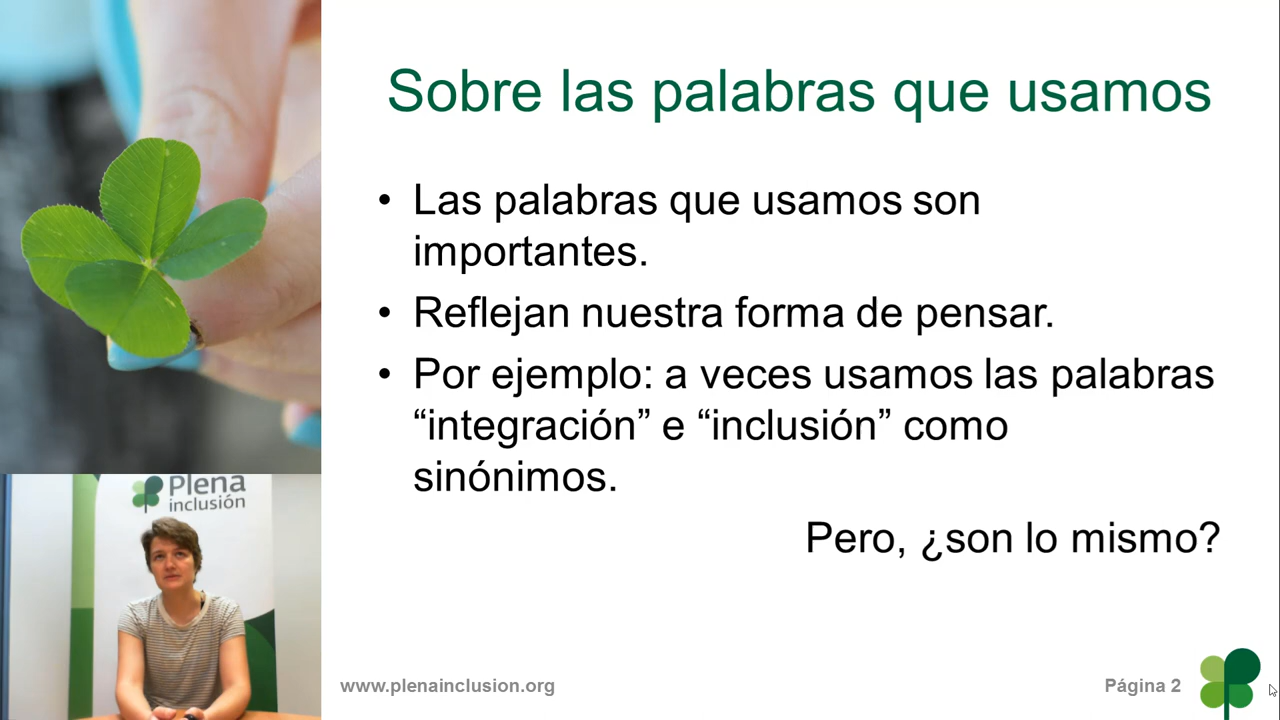 Sobre las palabras que usamos
• Las palabras que usamos son
importantes.
• Reflejan nuestra forma de pensar.
• Por ejemplo: a veces usamos las palabras
“integración” e “inclusión” como
sinónimos.
Pero, ¿son lo mismo?
Plena
inclusión
www.plenainclusion.org
Página 2